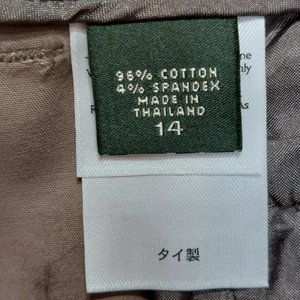 96% COTTON
4% SPANDEX
MADE IN
THAILAND
14
タイ製